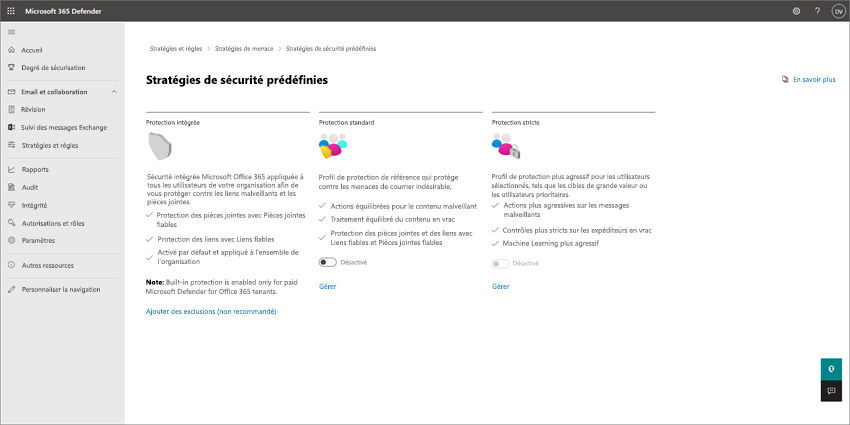 Microsoft 365 Defender
DV
Accueil
Degré de sécurisation
Email et collaboration
Révision
Suivi des messages Exchange
Stratégies et règles
Rapports
Audit
Intégrité
Autorisations et rôles
Paramètres
Autres ressources
Personnaliser la navigation
Stratégies et règles > Stratégies de menace > Stratégies de sécurité prédéfinies
Stratégies de sécurité prédéfinies
En savoir plus
Protection intégrée
Sécurité intégrée Microsoft Office 365 appliquée à
tous les utilisateurs de votre organisation afin de
vous protéger contre les liens malveillants et les
pièces jointes.
Protection des pièces jointes avec Pièces jointes
fiables
Protection des liens avec Liens fiables
Activé par défaut et appliqué à l'ensemble de
l'organisation
Note: Built-in protection is enabled only for paid
Microsoft Defender for Office 365 tenants.
Ajouter des exclusions (non recommandé)
Protection standard
Profil de protection de référence qui protège
contre les menaces de courrier indésirable,
Actions équilibrées pour le contenu malveillant
Traitement équilibré du contenu en vrac
Protection des pièces jointes et des liens avec
Liens fiables et Pièces jointes fiables
Désactivé
Gérer
Protection stricte
Profil de protection plus agressif pour les utilisateurs
sélectionnés, tels que les cibles de grande valeur ou
les utilisateurs prioritaires.
Actions plus agressives sur les messages
malveillants
Contrôles plus stricts sur les expéditeurs en vrac
Machine Learning plus agressif
Désactivé
Gérer